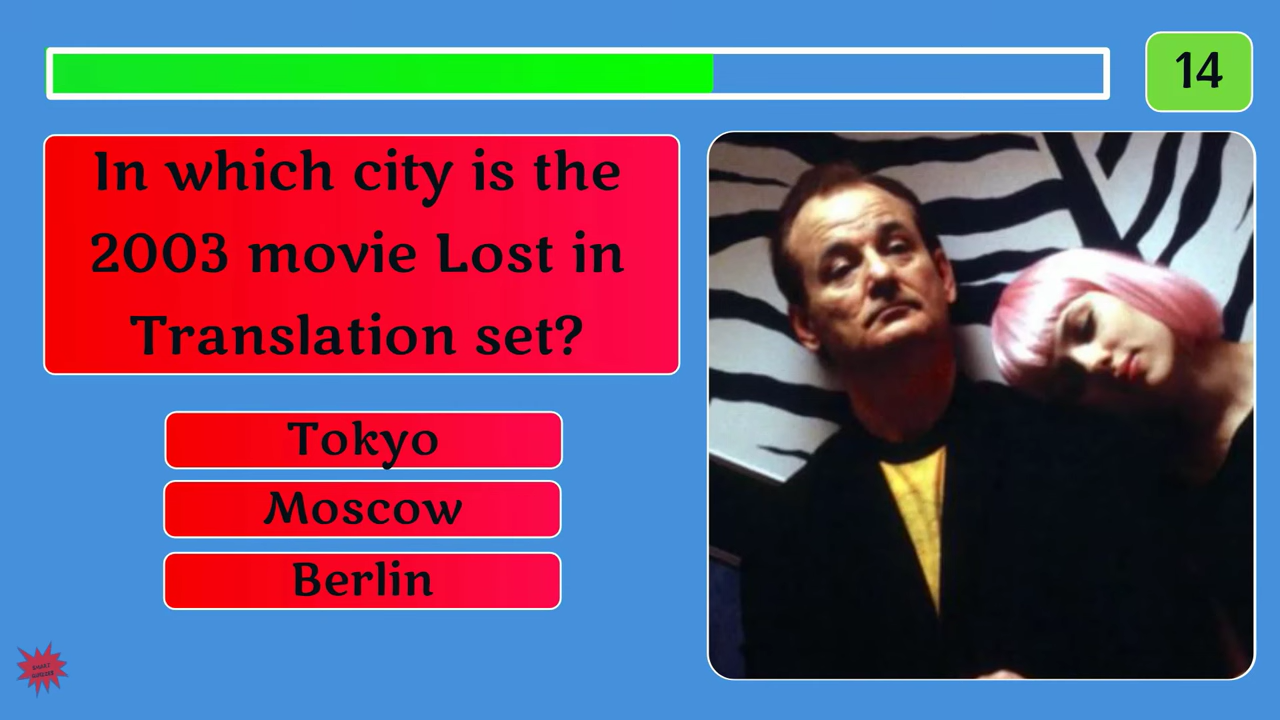 14
In which city is the
2003 movie Lost in
Translation set?
Tokyo
Moscow
Berlin